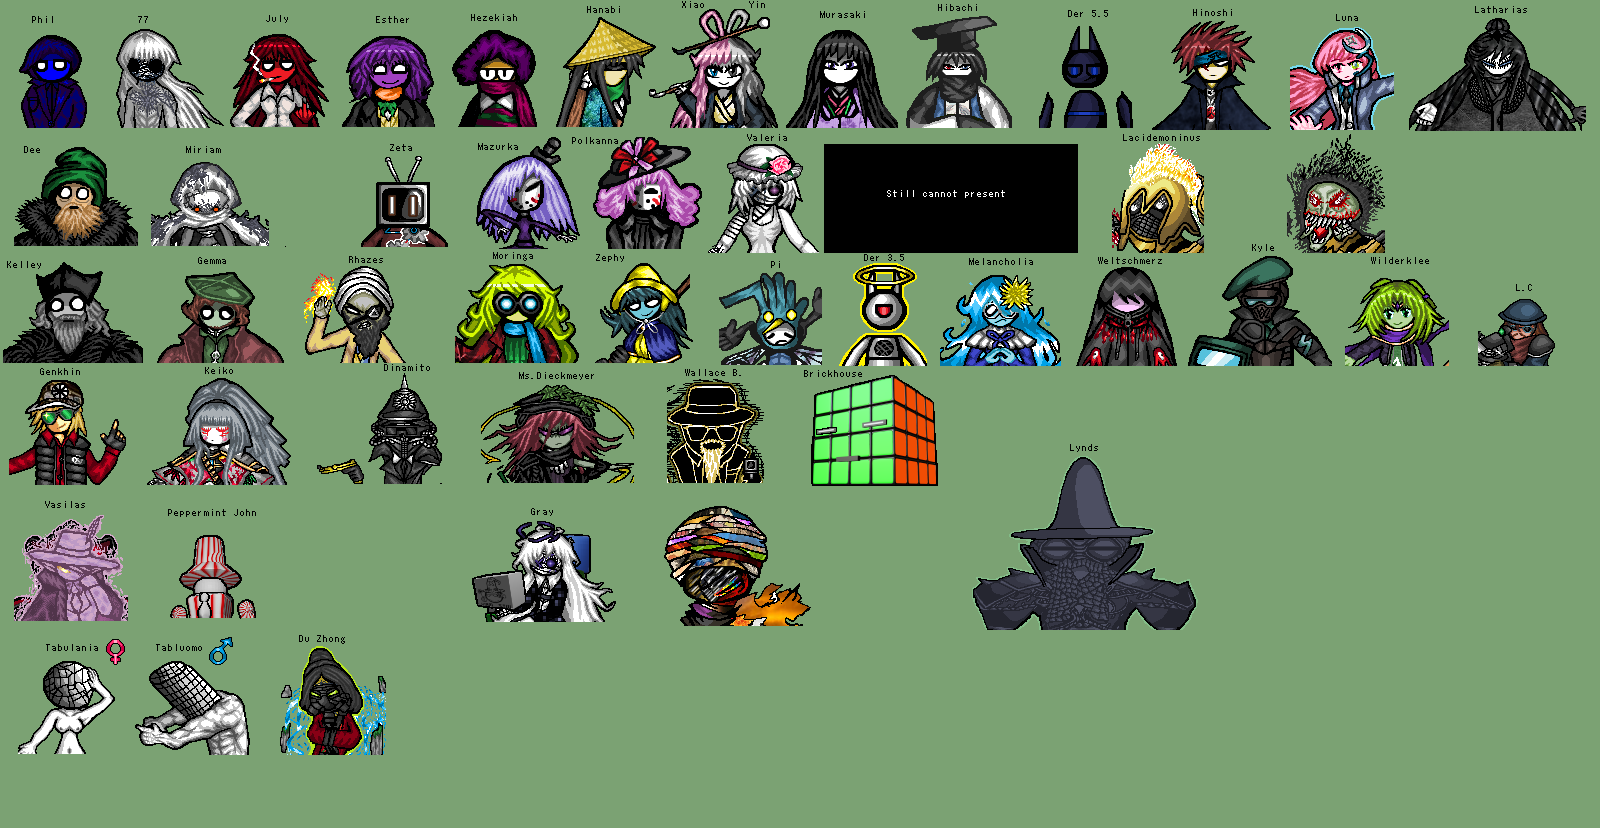 Phil
77
July
Esther
Hezekiah
Hanabi
Xiao Yin
Murasaki
Hibachi
Der 5.5
Hinoshi
Luna
Latharias
Dee
Miriam
Zeta
Mazurka
Polkanna
Valeria
Still cannot present
Lacidemoninus
Kelley
Gemma
Rhazes
Moringa
Zephy
Pi
Der 3.5
Melancholia
Weltschmerz
Kyle
Wilderklee
L.C
Genkhin
Keiko
Dinamito
Ms.Dieckmeyer
Wallace B.
Brickhouse
Lynds
Vasilas
Peppermint John
Gray
Tabulania
Tabluomo
Du Zhong